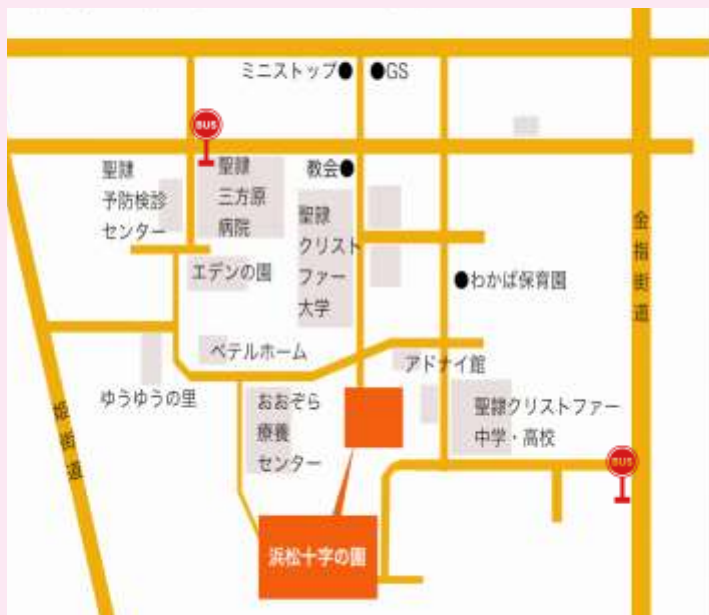 ミニストップ●
●GS
BUS
聖隷
予防検診
センター
聖隷
三方原
病院
教会●
聖隷
クリスト
ファー
大学
金指街道
エデンの園
●わかば保育園
ベテルホーム
アドナイ館
ゆうゆうの里
おおぞら
療養
センター
聖隷クリストファー
中学・高校
姫街道
BUS
浜松十字の園